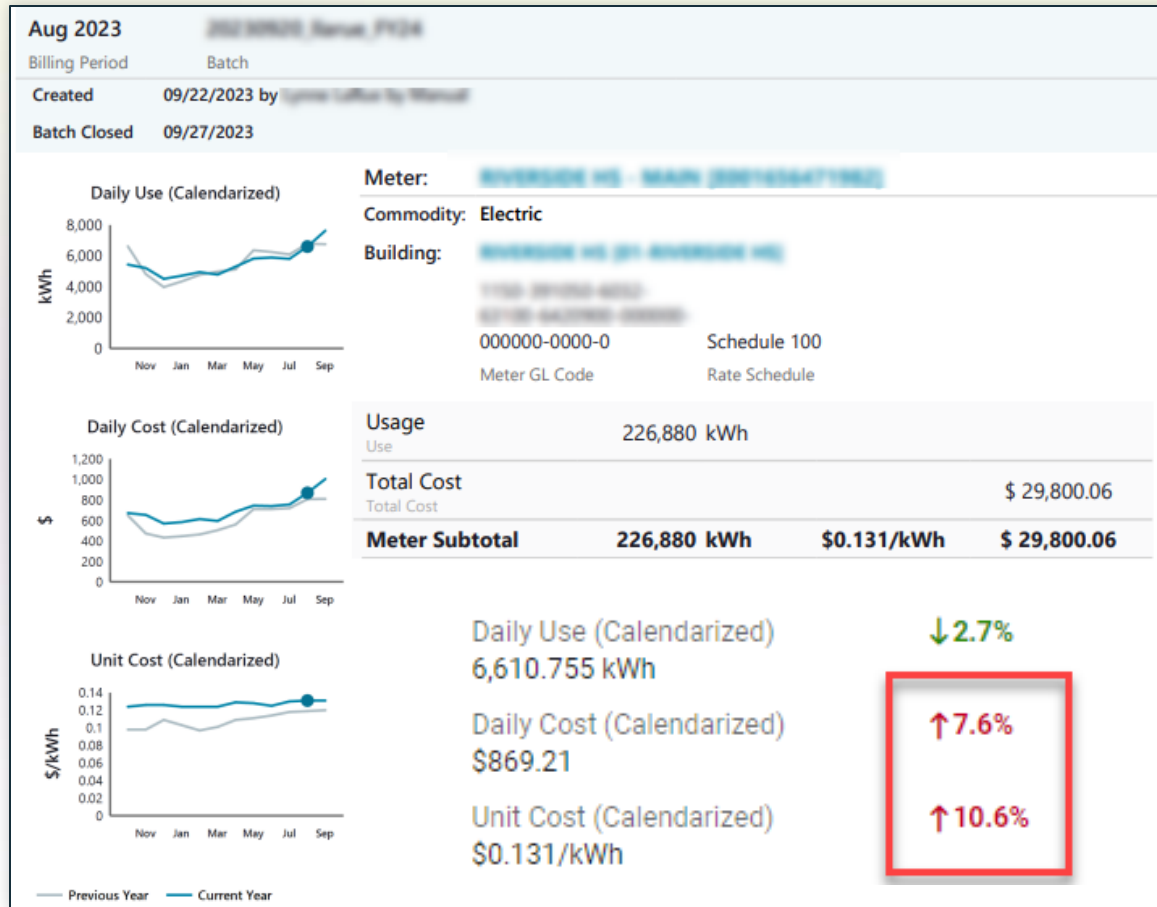 Aug 2023
Billing Period Batch
Created 09/22/2023 by
Batch Closed 09/27/2023
Daily Use (Calendarized)
8,000
6,000
4,000
2,000
0
kWh
Nov Jan Mar May Jul Sep
Daily Cost (Calendarized)
1,200
1,000
800
600
400
200
0
$
Nov Jan Mar May Jul Sep
Unit Cost (Calendarized)
0.14
0.12
0.1
0.08
0.06
0.04
0.02
0
$/kWh
Nov Jan Mar May Jul Sep
Previous Year Current Year
Meter:
Commodity: Electric
Building:
000000-0000-0 Schedule 100
Meter GL Code Rate Schedule
Usage 226,880 kWh
Use
Total Cost $ 29,800.06
Total Cost
Meter Subtotal 226,880 kWh $0.131/kWh $ 29,800.06
Daily Use (Calendarized) ↓2.7%
6,610.755 kWh
Daily Cost (Calendarized) ↑7.6%
$869.21
Unit Cost (Calendarized) ↑10.6%
$0.131/kWh